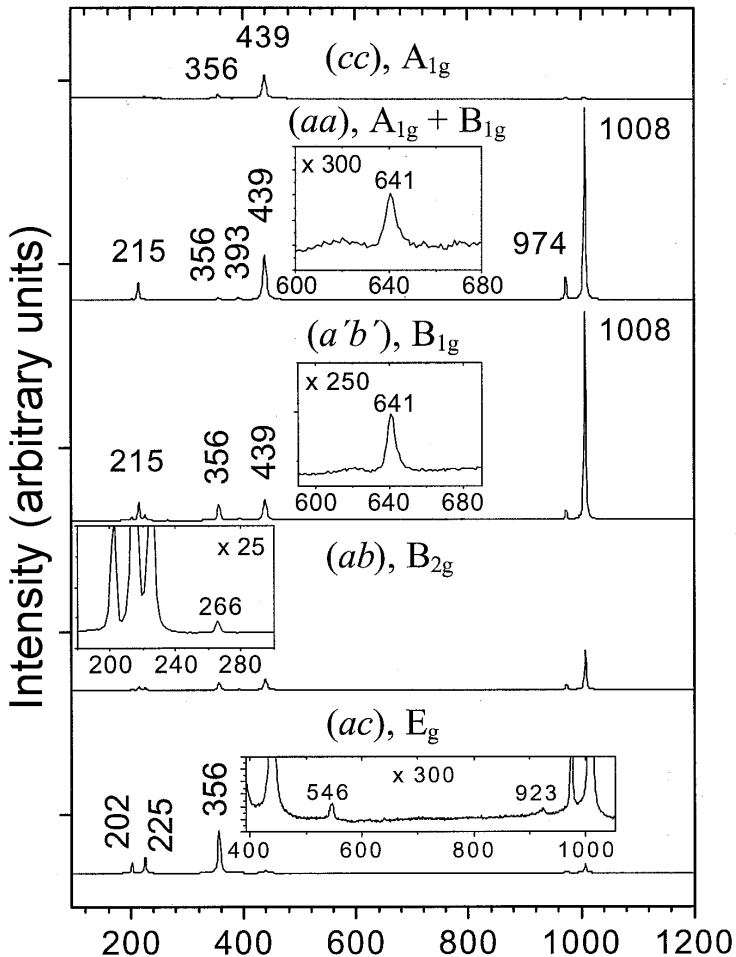 Intensity (arbitrary units)
439
356
(cc), A1g
(aa), A1g + B1g
1008
x 300
641
600 640 680
439
215
356
393
974
(a´b´), B1g
1008
x 250
641
600 640 680
215
356
439
x 25
266
200 240 280
(ab), B2g
(ac), Eg
x 300
546
923
400 600 800 1000
202
225
356
200 400 600 800 1000 1200